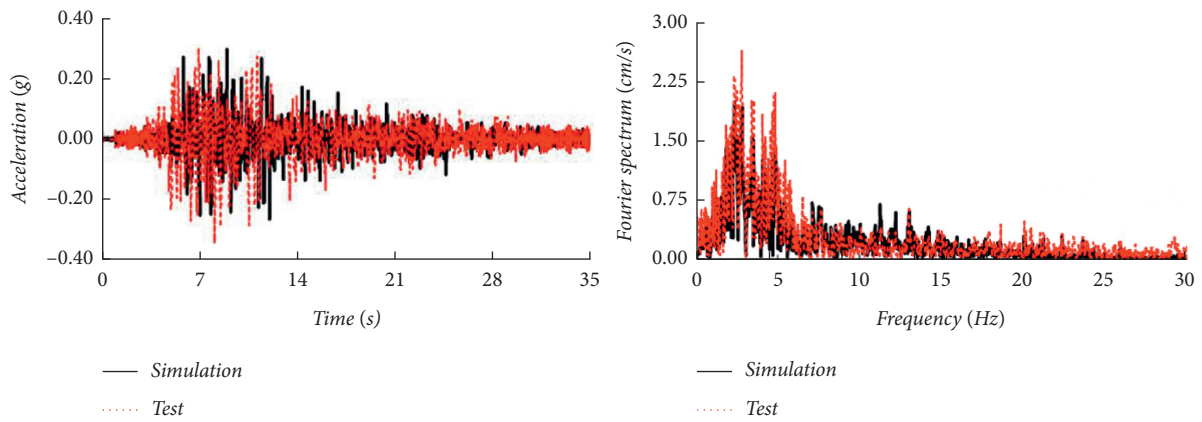 0.40
0.20
0.00
−0.20
−0.40
Acceleration (g)
0 7 14 21 28 35
Time (s)
Simulation
Test
3.00
2.25
1.50
0.75
0.00
Fourier spectrum (cm/s)
0 5 10 15 20 25 30
Frequency (Hz)
Simulation
Test